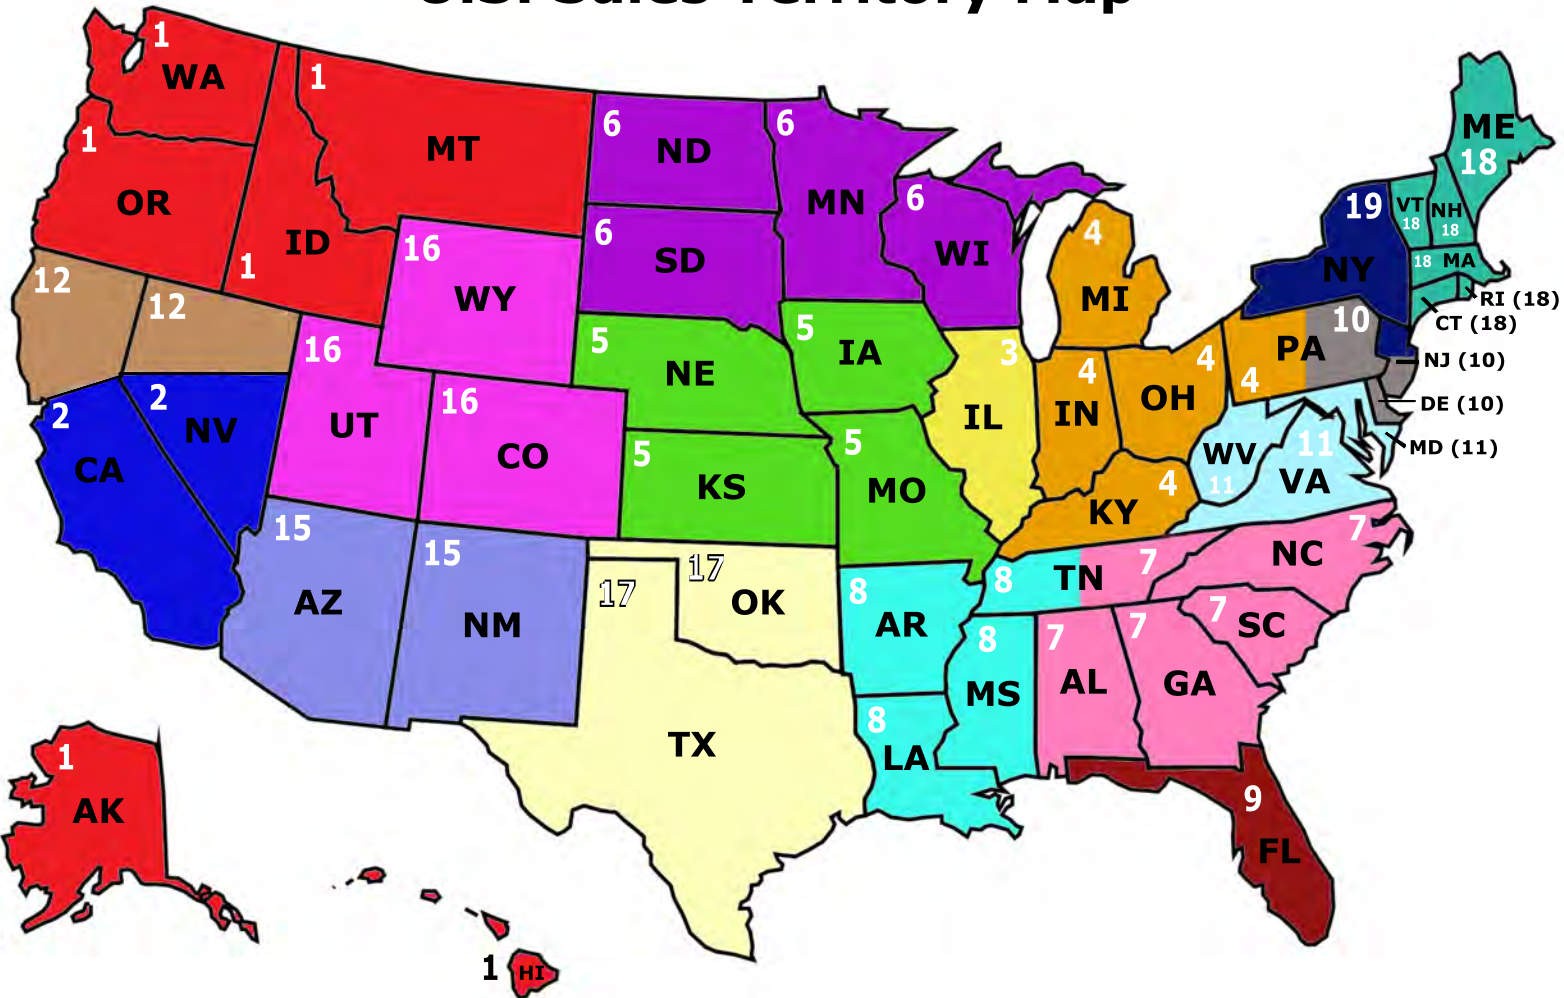 U.S. Sales Territory Map
1
WA
1
OR
1
MT
ID
1
6
ND
6
MN
6
WI
6
SD
16
WY
12
12
16
UT
16
CO
5
NE
5
IA
3
IL
4
MI
4
IN
4
OH
4
PA
10
19
NY
VT
18
NH
18
ME
18
18 MA
RI (18)
CT (18)
NJ (10)
DE (10)
MD (11)
2
CA
2
NV
5
KS
5
MO
4
KY
WV
11
11
VA
15
AZ
15
NM
17
17
OK
TX
8
AR
8
TN
7
7
NC
7
SC
8
MS
7
AL
7
GA
8
LA
9
FL
1
AK
1
HI